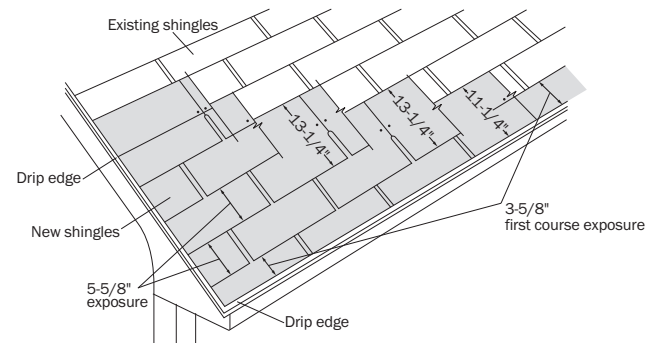 Existing shingles
13-1/4"
13-1/4"
11-1/4"
Drip edge
New shingles
3-5/8"
first course exposure
5-5/8"
exposure
Drip edge